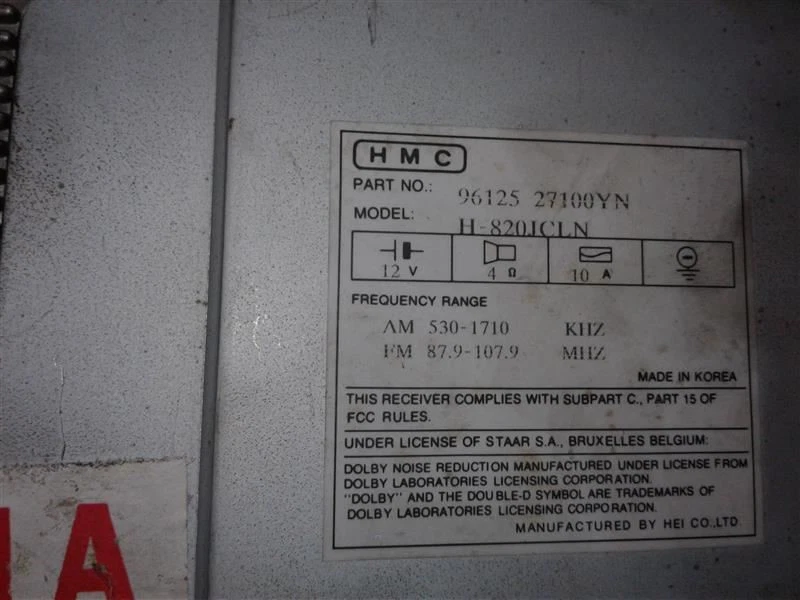 HMC
PART NO.: 96125 27100YN
MODEL: H-820JCLN
12 V 4 Ω 10 A
FREQUENCY RANGE
AM 530-1710 KHZ
FM 87.9-107.9 MHZ
MADE IN KOREA
THIS RECEIVER COMPLIES WITH SUBPART C., PART 15 OF
FCC RULES.
UNDER LICENSE OF STAAR S.A., BRUXELLES BELGIUM:
DOLBY NOISE REDUCTION MANUFACTURED UNDER LICENSE FROM
DOLBY LABORATORIES LICENSING CORPORATION.
"DOLBY" AND THE DOUBLE-D SYMBOL ARE TRADEMARKS OF
DOLBY LABORATORIES LICENSING CORPORATION.
MANUFACTURED BY HEI CO.,LTD
A